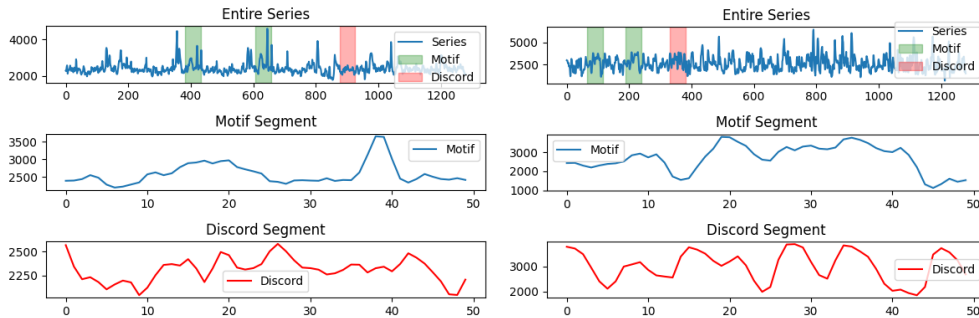 Entire Series
4000
2000
Series
Motif
Discord
0 200 400 600 800 1000 1200
Motif Segment
3500
3000
2500
Motif
0 10 20 30 40 50
Discord Segment
2500
2250
Discord
0 10 20 30 40 50
Entire Series
5000
2500
Series
Motif
Discord
0 200 400 600 800 1000 1200
Motif Segment
3000
2000
1000
Motif
0 10 20 30 40 50
Discord Segment
3000
2000
Discord
0 10 20 30 40 50